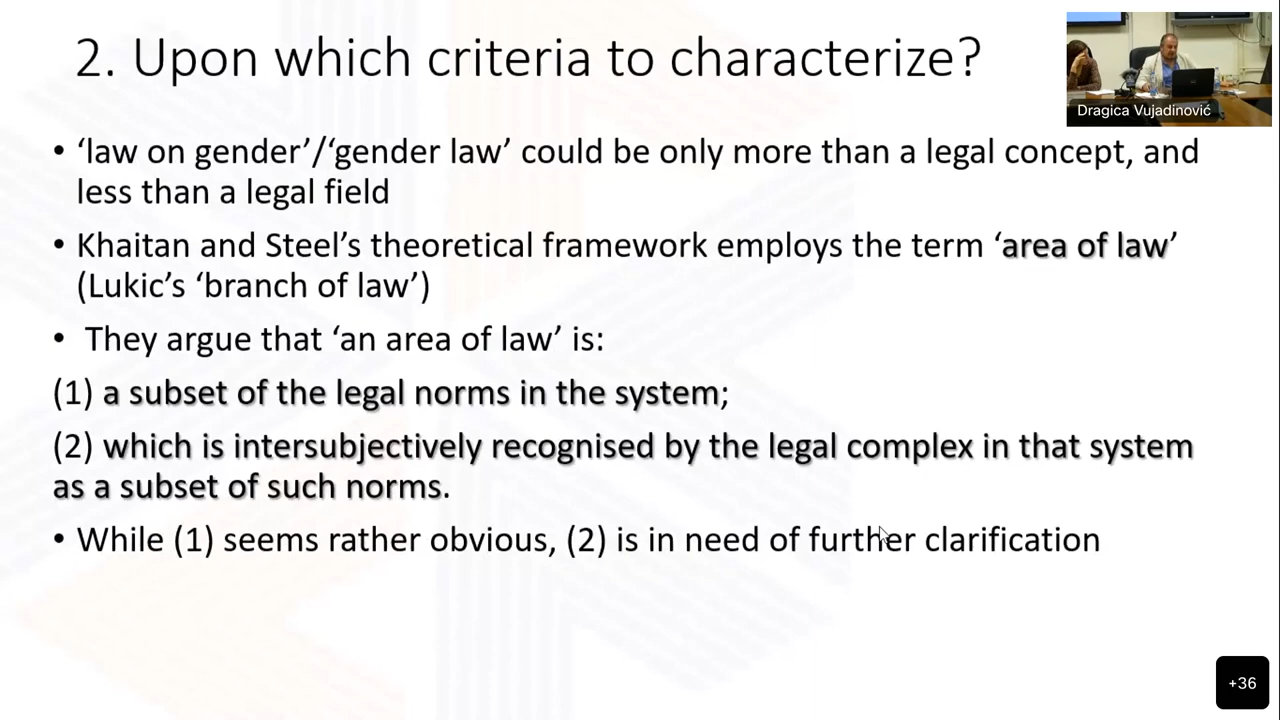 2. Upon which criteria to characterize?
Dragica Vujadinović
• ‘law on gender’/‘gender law’ could be only more than a legal concept, and
less than a legal field
• Khaitan and Steel’s theoretical framework employs the term ‘area of law’
(Lukic’s ‘branch of law’)
• They argue that ‘an area of law’ is:
(1) a subset of the legal norms in the system;
(2) which is intersubjectively recognised by the legal complex in that system
as a subset of such norms.
• While (1) seems rather obvious, (2) is in need of further clarification
+36